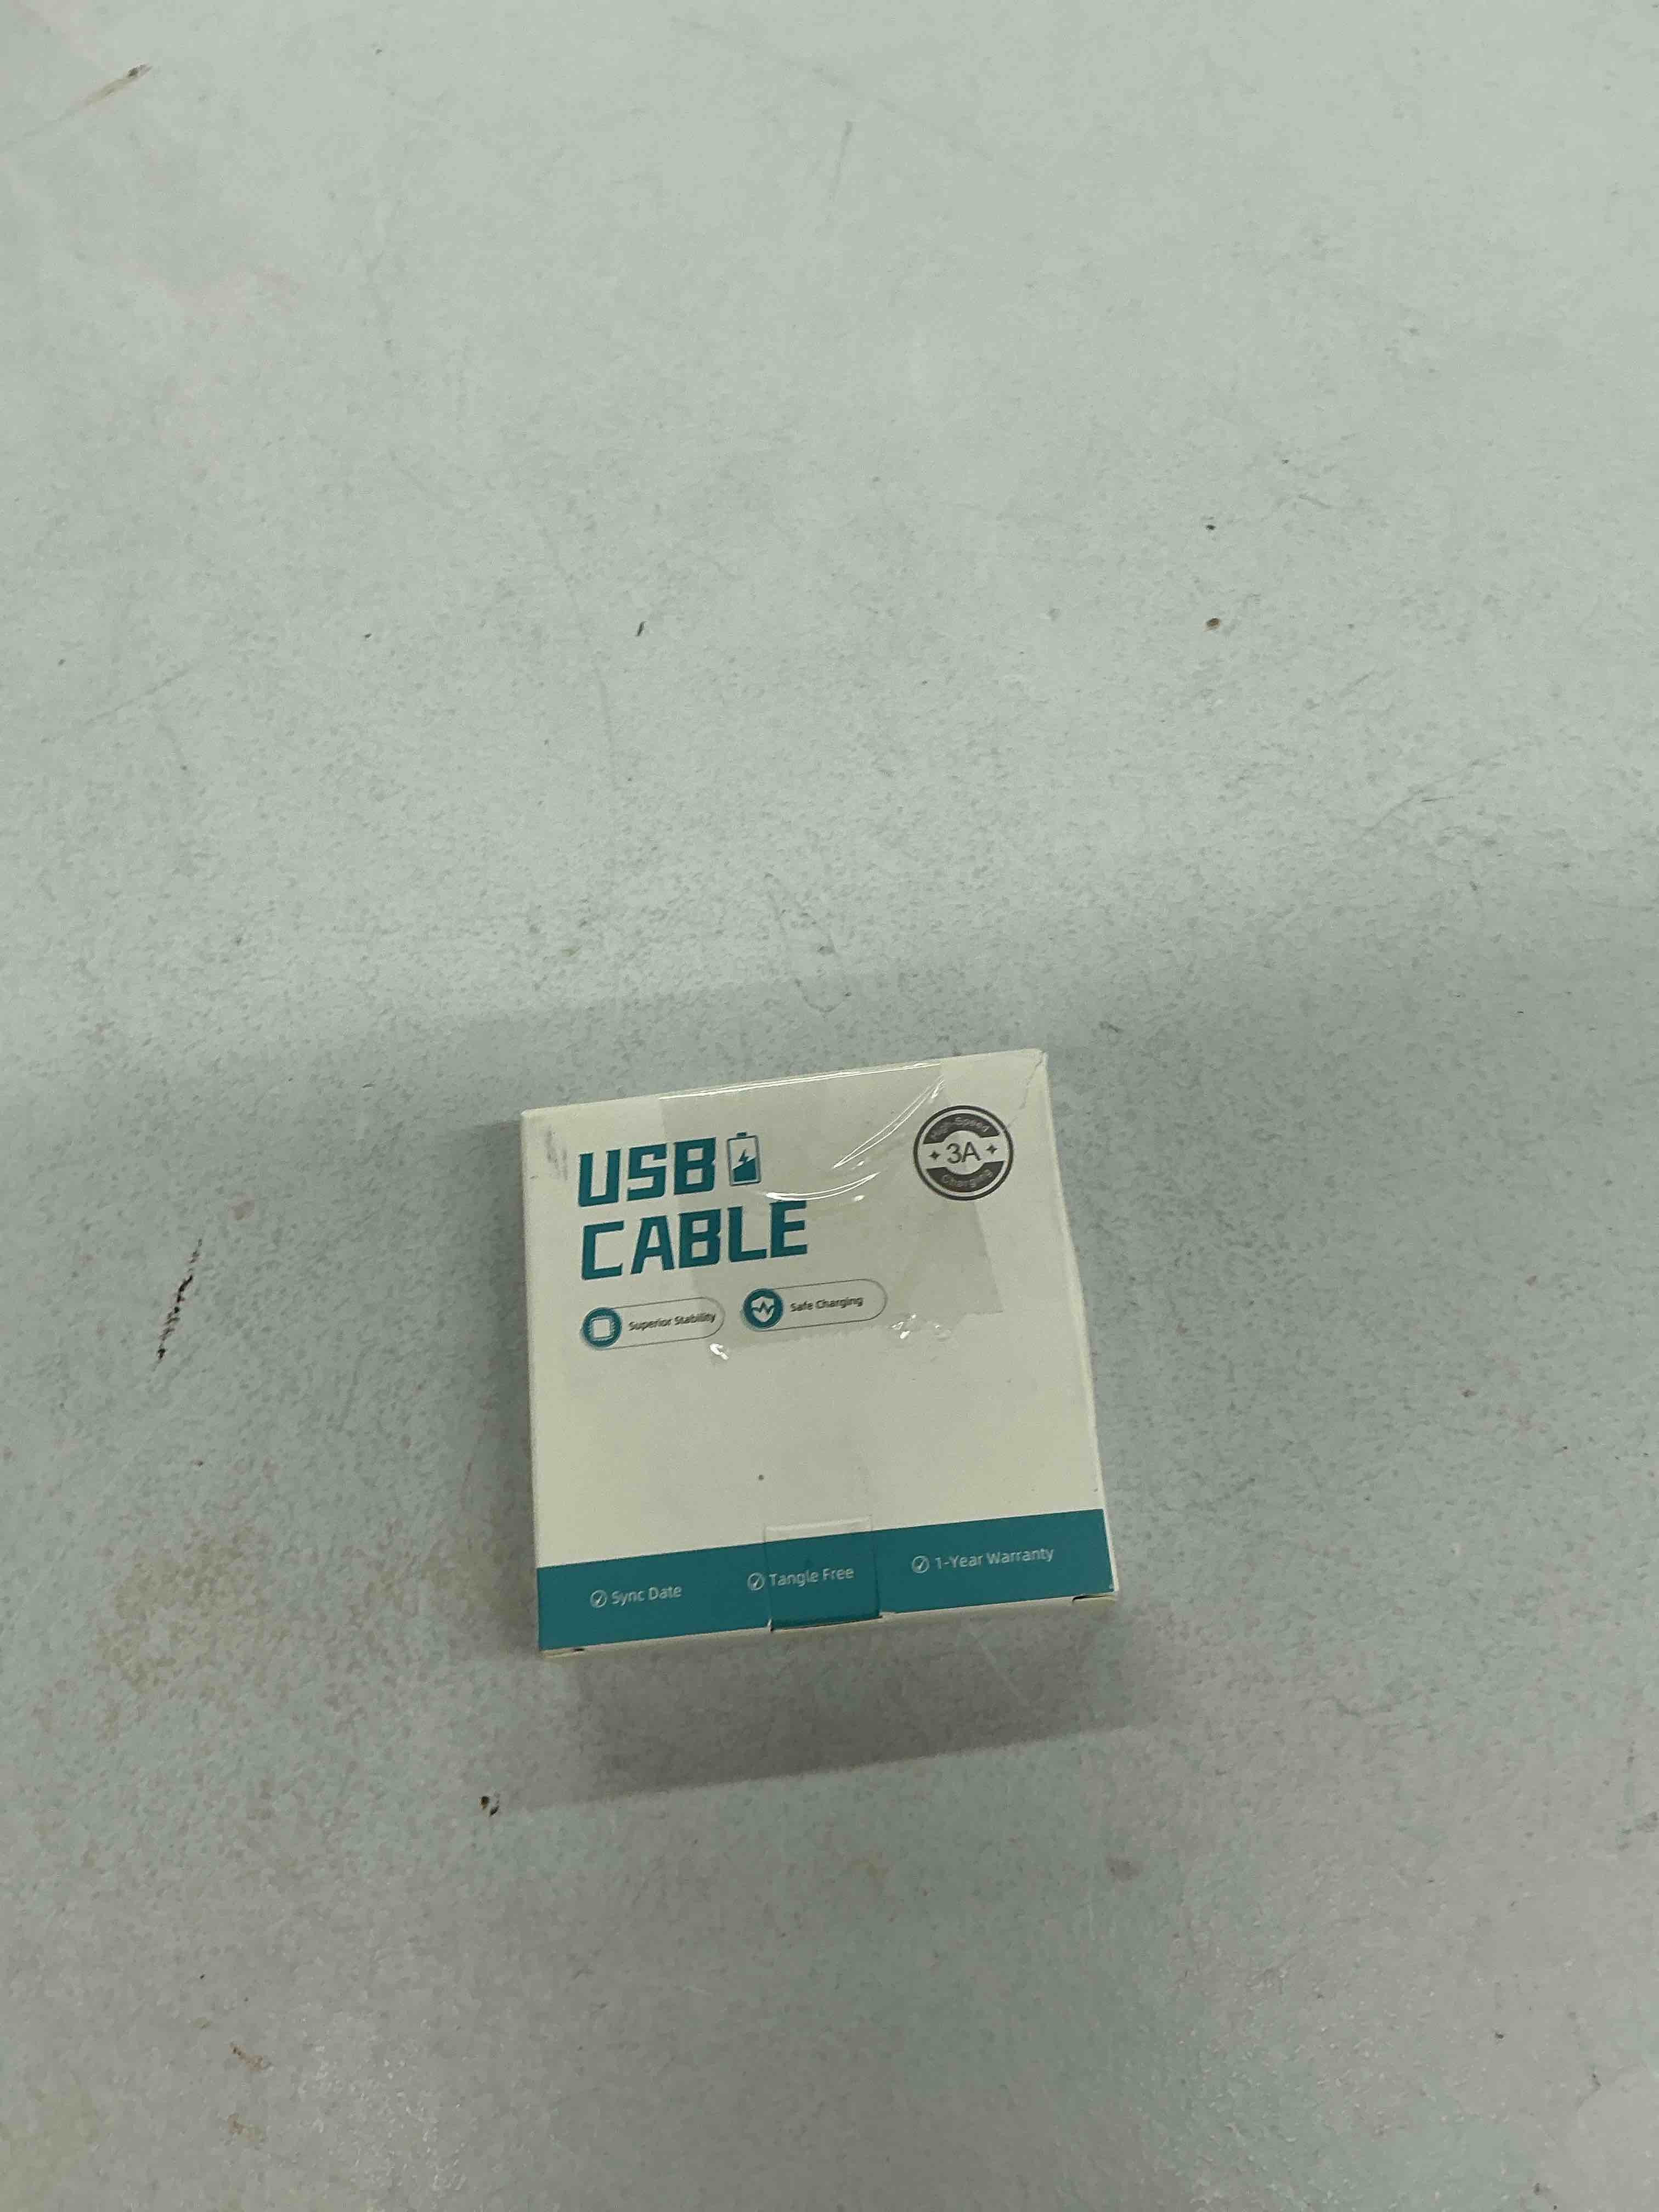 USB
CABLE
High-Speed
3A
Charging
Superior Stability
Safe Charging
Sync Date
Tangle Free
1-Year Warranty